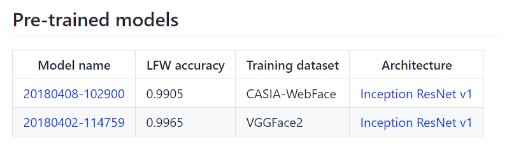 Pre-trained models
Model name LFW accuracy Training dataset Architecture
20180408-102900 0.9905 CASIA-WebFace Inception ResNet v1
20180402-114759 0.9965 VGGFace2 Inception ResNet v1